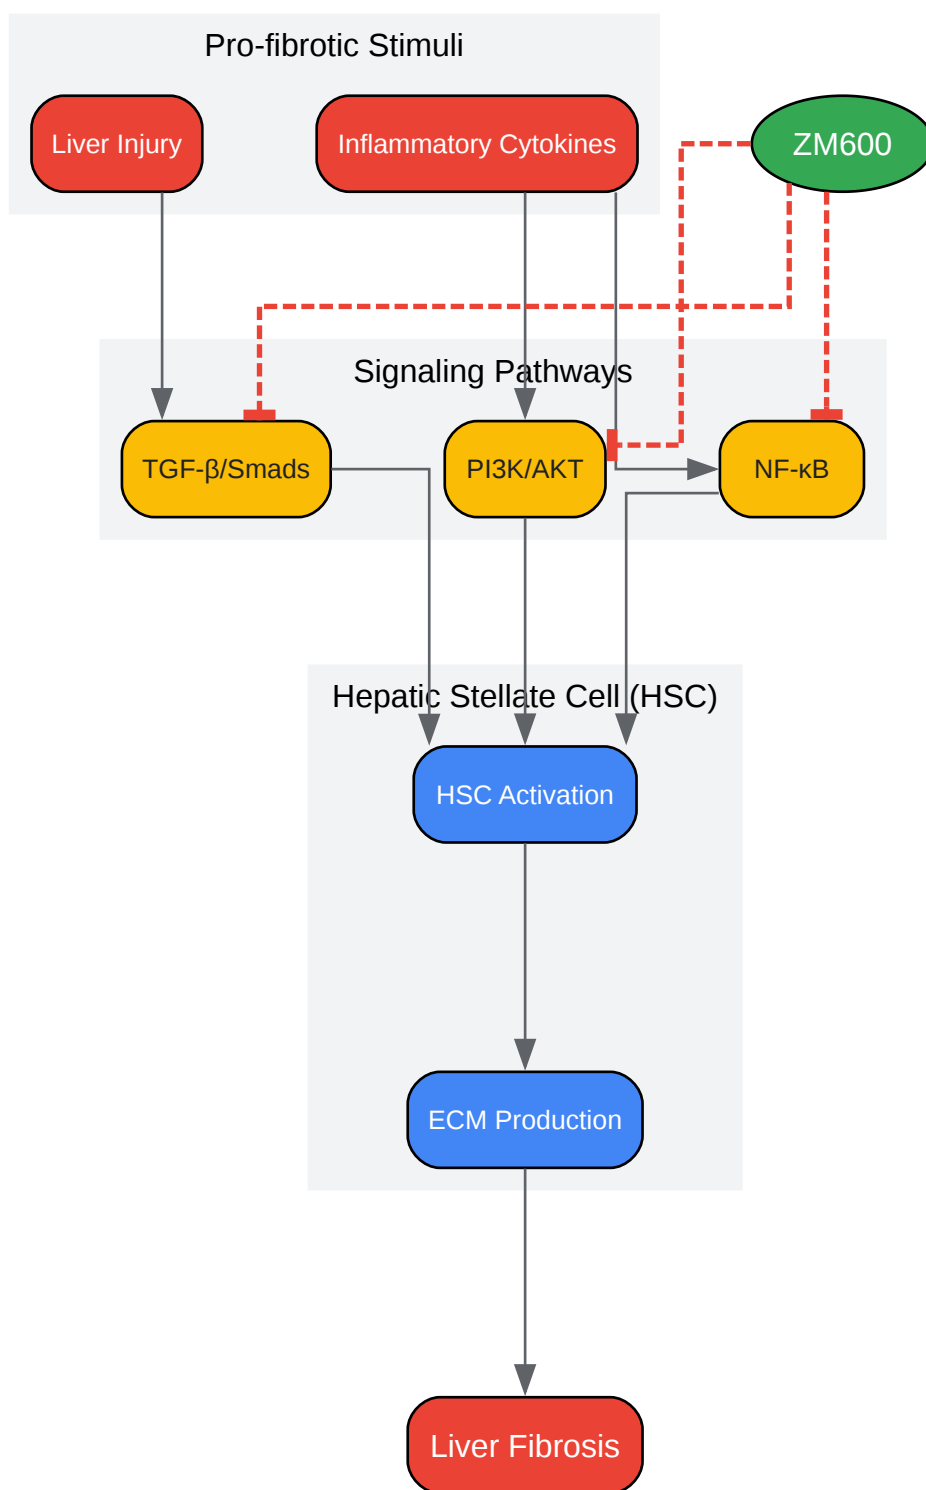 Pro-fibrotic Stimuli
Liver Injury
Inflammatory Cytokines
ZM600
Signaling Pathways
TGF-β/Smads
PI3K/AKT
NF-κB
Hepatic Stellate Cell (HSC)
HSC Activation
ECM Production
Liver Fibrosis